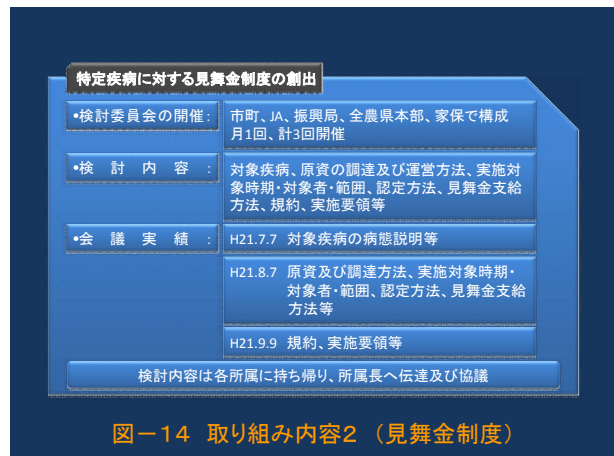 特定疾病に対する見舞金制度の創出
•検討委員会の開催:
市町、JA、振興局、全農県本部、家保で構成
月1回、計3回開催
•検討内容:
対象疾病、原資の調達及び運営方法、実施対
象時期・対象者・範囲、認定方法、見舞金支給
方法、規約、実施要領等
•会議実績:
H21.7.7 対象疾病の病態説明等
H21.8.7 原資及び調達方法、実施対象時期・
対象者・範囲、認定方法、見舞金支給
方法等
H21.9.9 規約、実施要領等
検討内容は各所属に持ち帰り、所属長へ伝達及び協議
図－14 取り組み内容2 (見舞金制度)